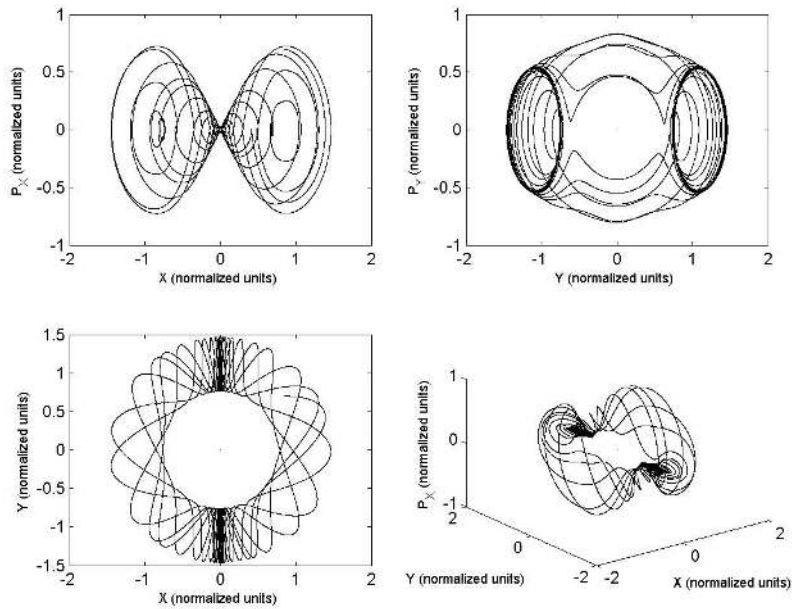 1
0.5
0
-0.5
-1
-2 -1 0 1 2
P_X (normalized units)
X (normalized units)
1
0.5
0
-0.5
-1
-2 -1 0 1 2
P_Y (normalized units)
Y (normalized units)
1.5
1
0.5
0
-0.5
-1
-1.5
-2 -1 0 1 2
Y (normalized units)
X (normalized units)
1
0
-1
2
0
-2
-2
0
2
P_X (normalized units)
Y (normalized units)
X (normalized units)